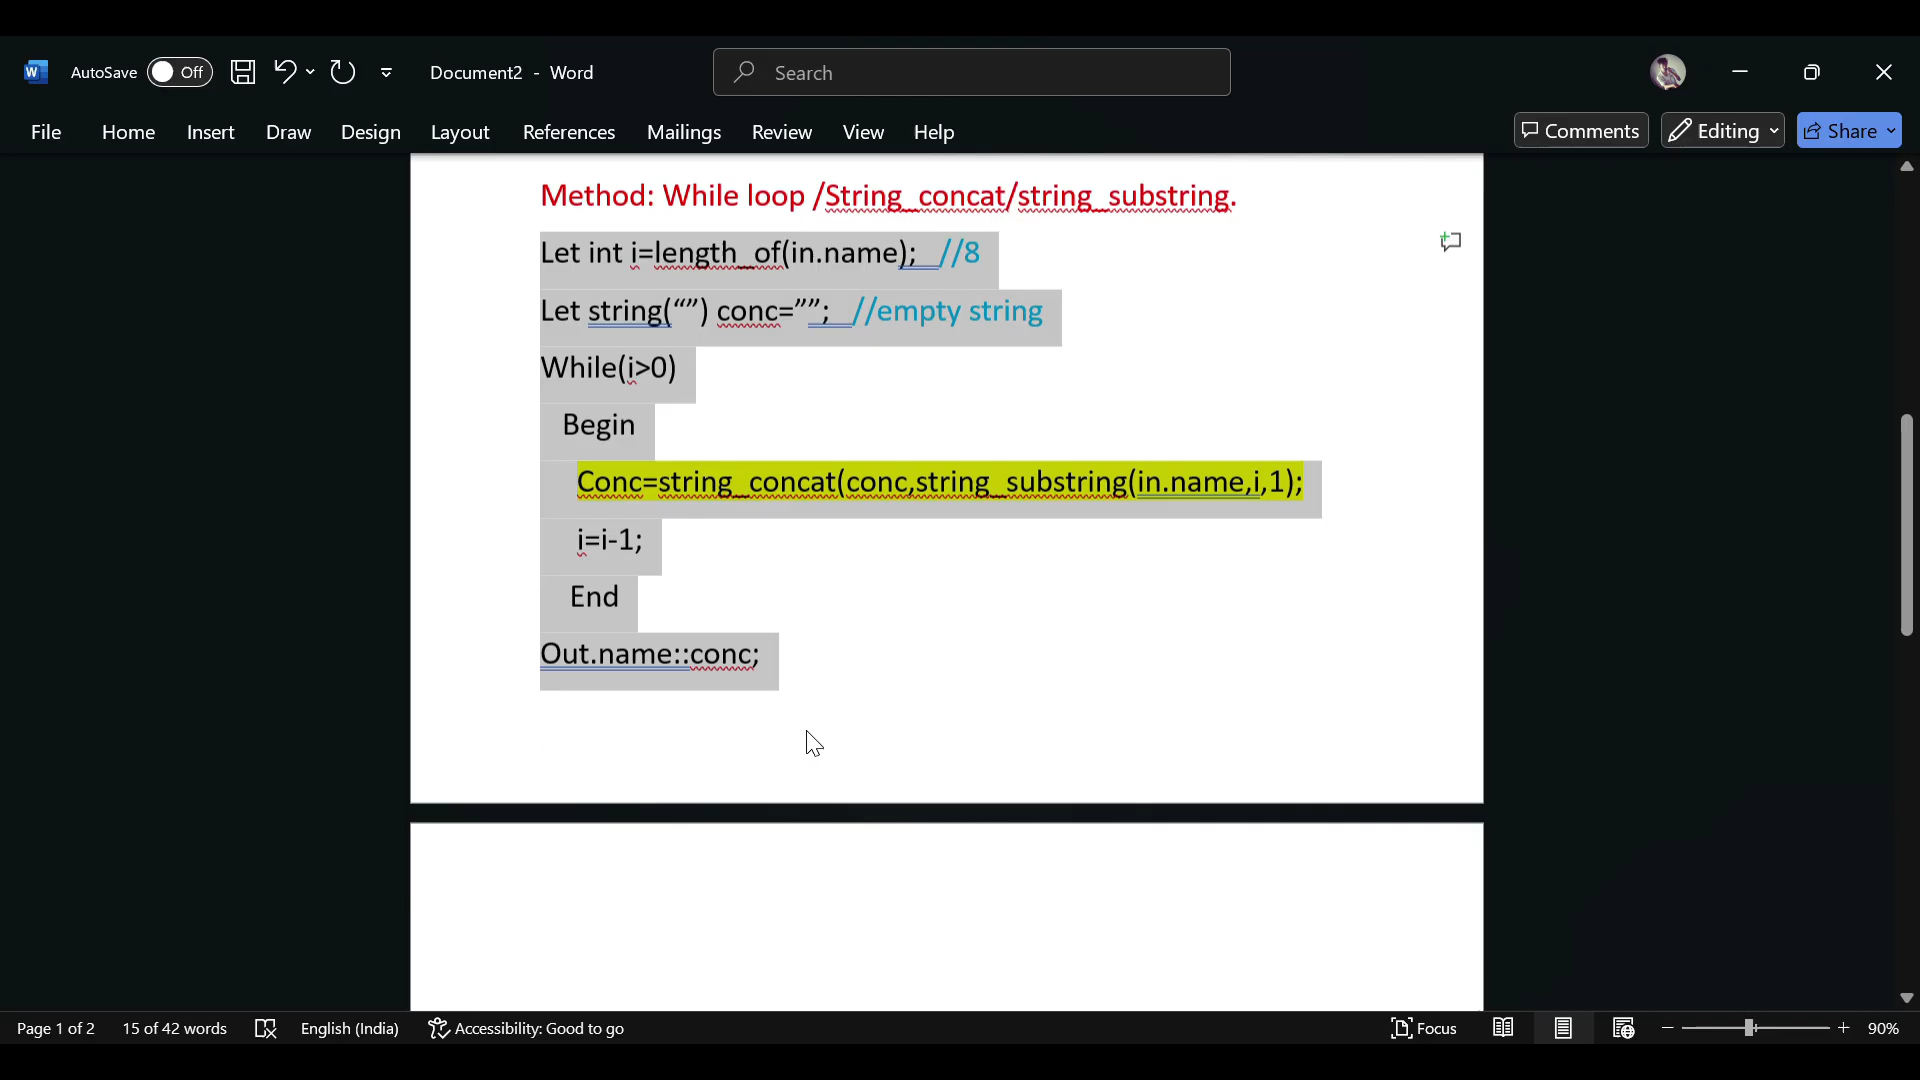 AutoSave Off Document2 - Word Search
File Home Insert Draw Design Layout References Mailings Review View Help Comments Editing Share
Method: While loop /String_concat/string_substring.
Let int i=length_of(in.name); //8
Let string(“”) conc=””; //empty string
While(i>0)
Begin
Conc=string_concat(conc,string_substring(in.name,i,1);
i=i-1;
End
Out.name::conc;
Page 1 of 2 15 of 42 words English (India) Accessibility: Good to go Focus 90%